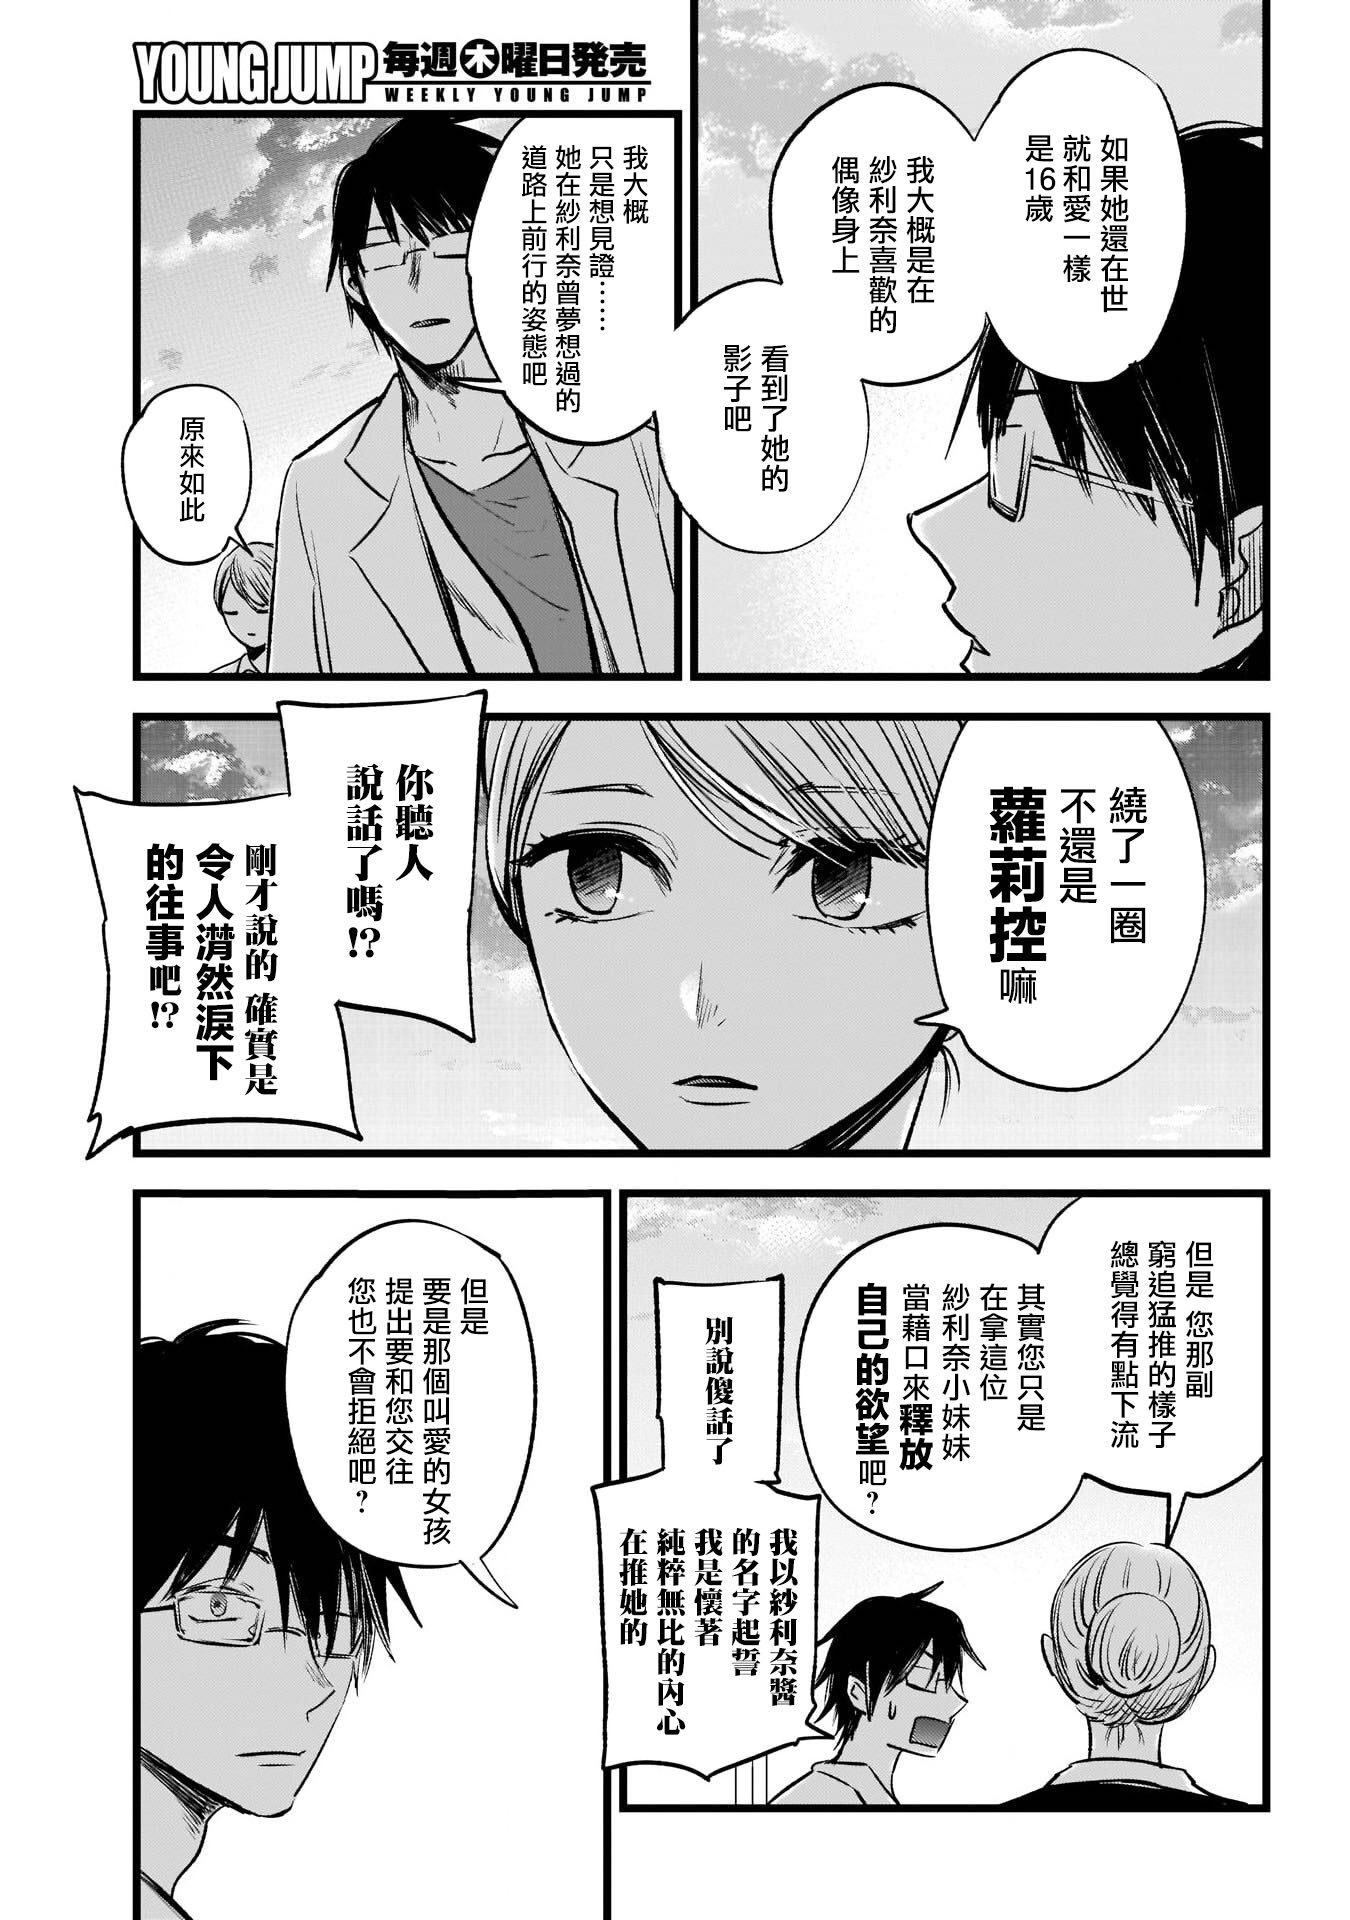 YOUNG JUMP 毎週木曜日発売
WEEKLY YOUNG JUMP
如果她還在世
就和愛一樣
是16歲
我大概是在
紗利奈喜歡的
偶像身上
看到了她的
影子吧
我大概
只是想見證……
她在紗利奈曾夢想過的
道路上前行的姿態吧
原來如此
繞了一圈
不還是
蘿莉控
嘛
你聽人
說話了嗎!?
剛才說的 確實是
令人潸然淚下
的往事吧!?
但是 您那副
窮追猛推的樣子
總覺得有點下流
其實您只是
在拿這位
紗利奈小妹妹
當藉口來釋放
自己的欲望吧?
別說傻話了
我以紗利奈醬
的名字起誓
我是懷著
純粹無比的內心
在推她的
但是
要是那個叫愛的女孩
提出要和您交往
您也不會拒絕吧?